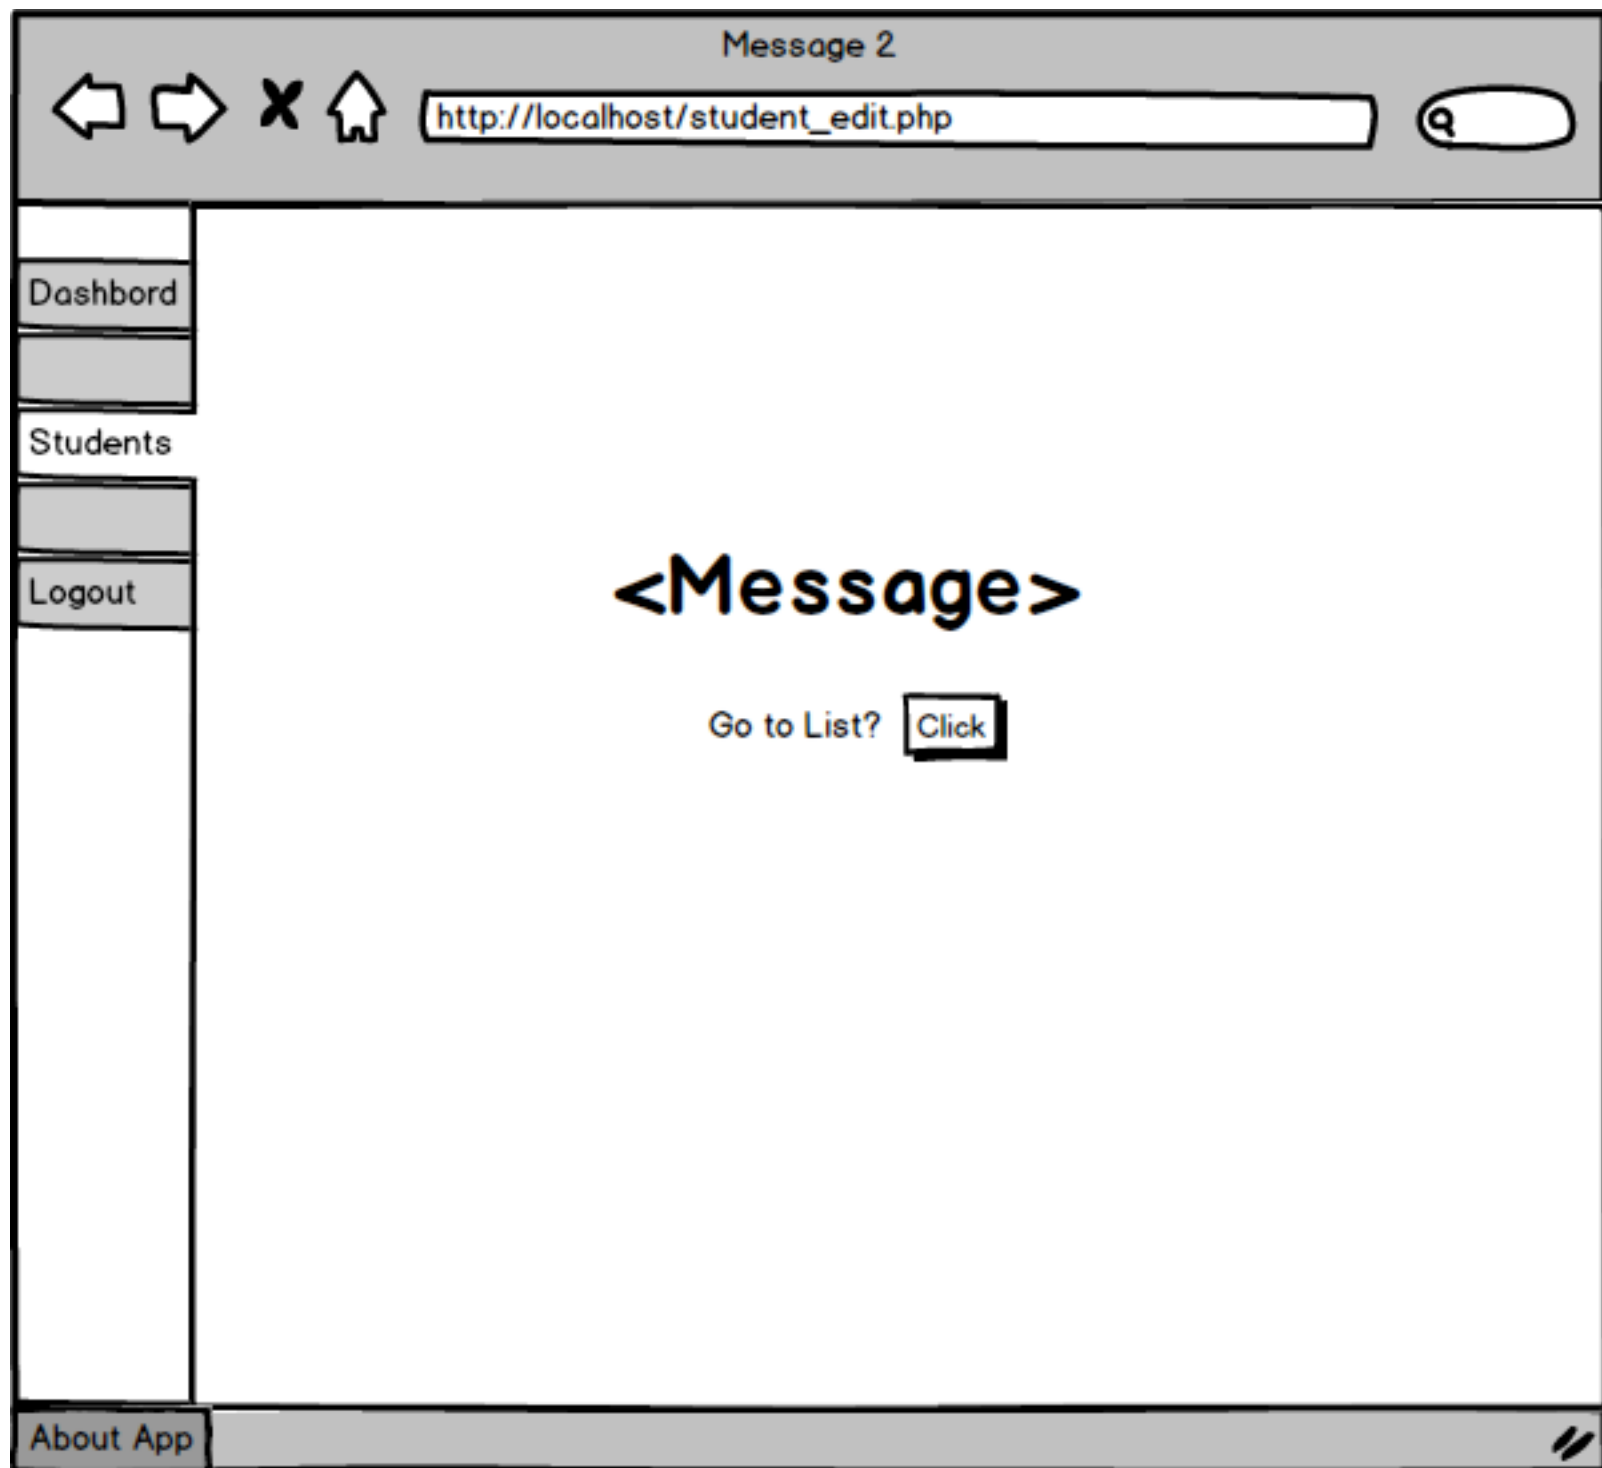 Message 2
http://localhost/student_edit.php
Dashbord
Students
Logout
<Message>
Go to List? Click
About App